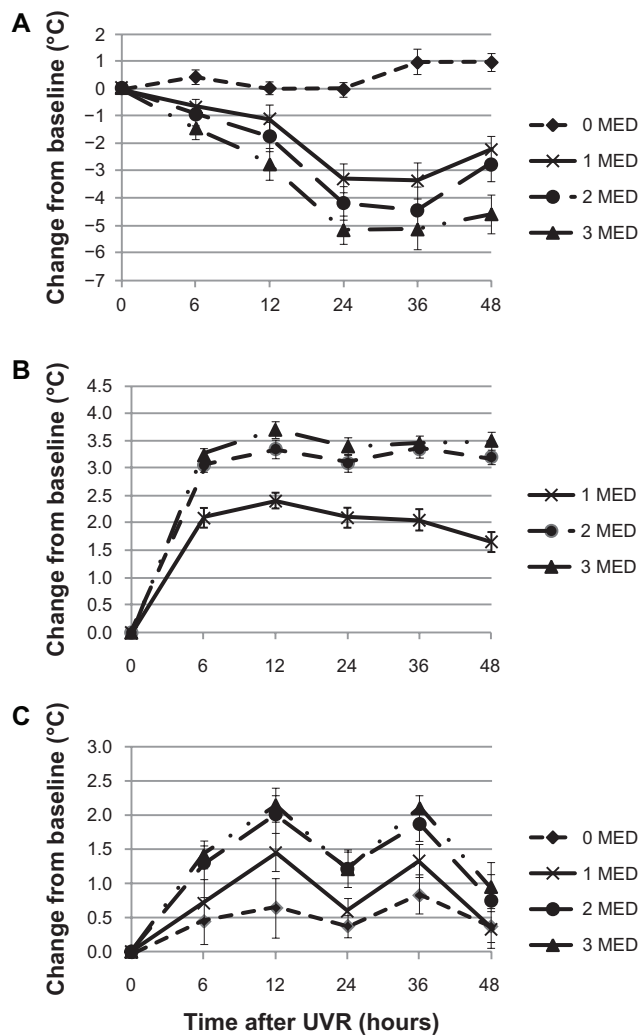 A
Change from baseline (°C)
1
2
0
−1
−2
−3
−4
−5
−6
−7
0
6
12
24
36
48
0 MED
1 MED
2 MED
3 MED
B
Change from baseline (°C)
4.5
4.0
3.5
3.0
2.5
2.0
1.5
1.0
0.5
0.0
0
6
12
24
36
48
1 MED
2 MED
3 MED
C
Change from baseline (°C)
3.0
2.5
2.0
1.5
1.0
0.5
0.0
0
6
12
24
36
48
0 MED
1 MED
2 MED
3 MED
Time after UVR (hours)